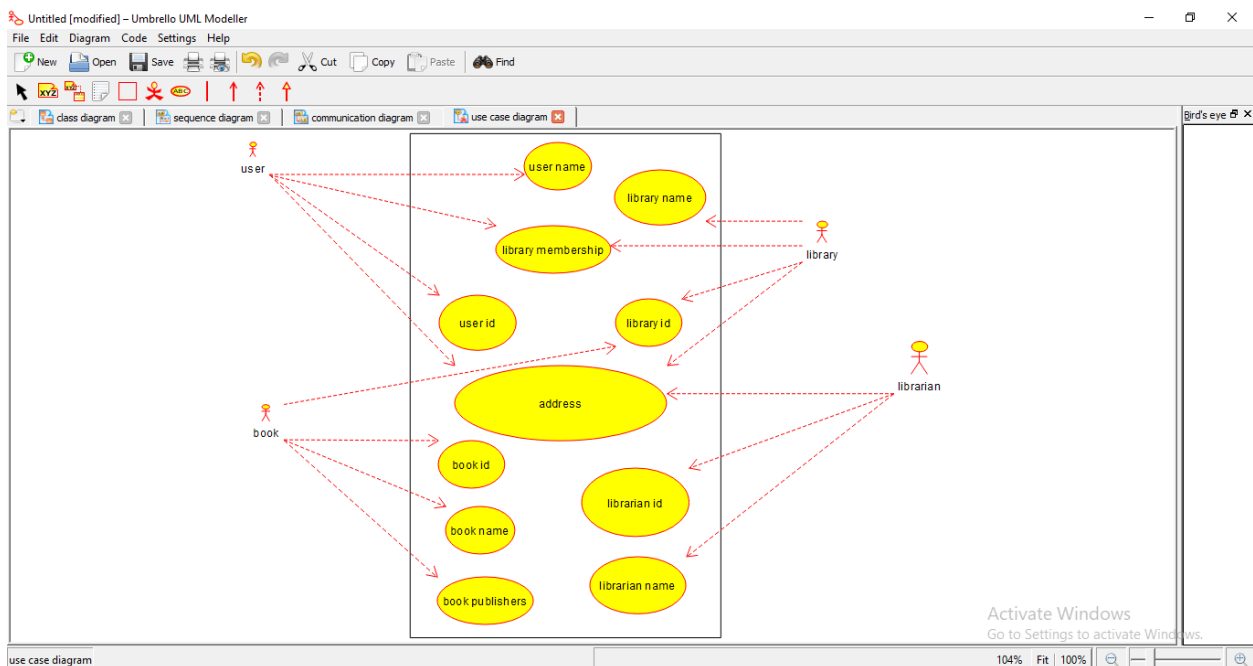 Untitled [modified] – Umbrello UML Modeller
File Edit Diagram Code Settings Help
New Open Save Cut Copy Paste Find
XYZ XYZ ABC
class diagram sequence diagram communication diagram use case diagram
Bird's eye
user
user name
library name
library membership
library
user id
library id
librarian
address
book
book id
librarian id
book name
librarian name
book publishers
Activate Windows
Go to Settings to activate Windows.
use case diagram
104% Fit 100%